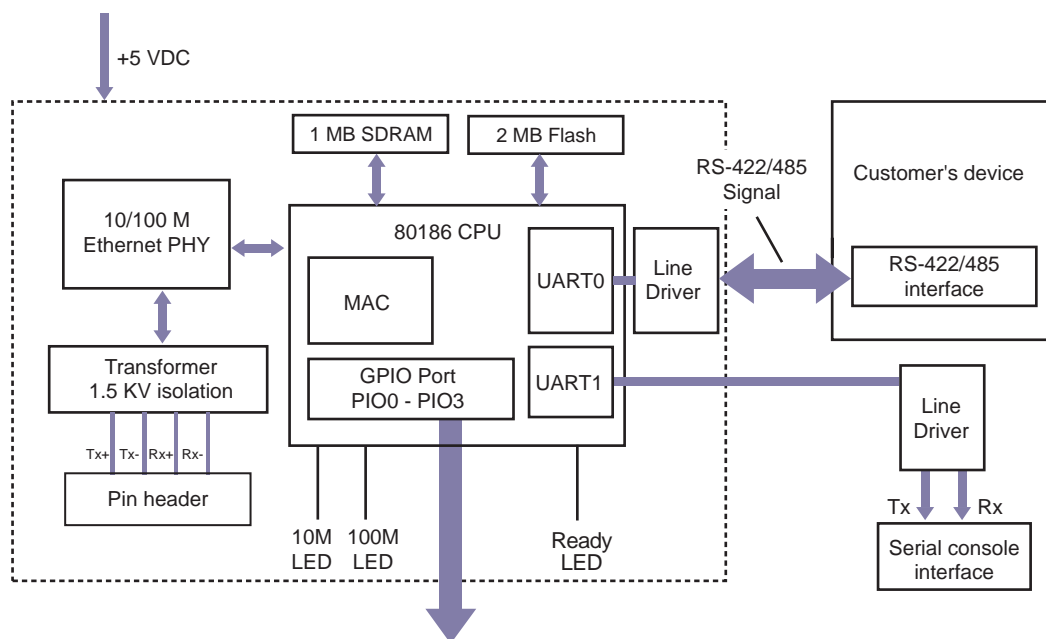 +5 VDC
1 MB SDRAM
2 MB Flash
RS-422/485
Signal
Customer's device
10/100 M
Ethernet PHY
80186 CPU
MAC
UART0
Line
Driver
RS-422/485
interface
Transformer
1.5 KV isolation
GPIO Port
PIO0 - PIO3
UART1
Line
Driver
Tx+
Tx-
Rx+
Rx-
Pin header
10M
LED
100M
LED
Ready
LED
Tx
Rx
Serial console
interface